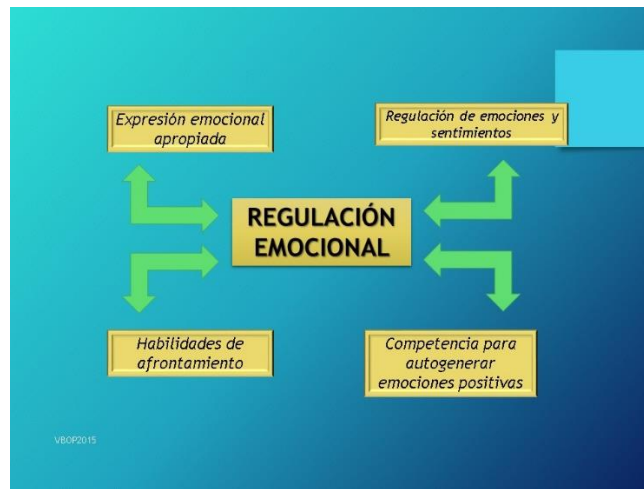 Expresión emocional
apropiada
Regulación de emociones y
sentimientos
REGULACIÓN
EMOCIONAL
Habilidades de
afrontamiento
Competencia para
autogenerar
emociones positivas
VBOP2015